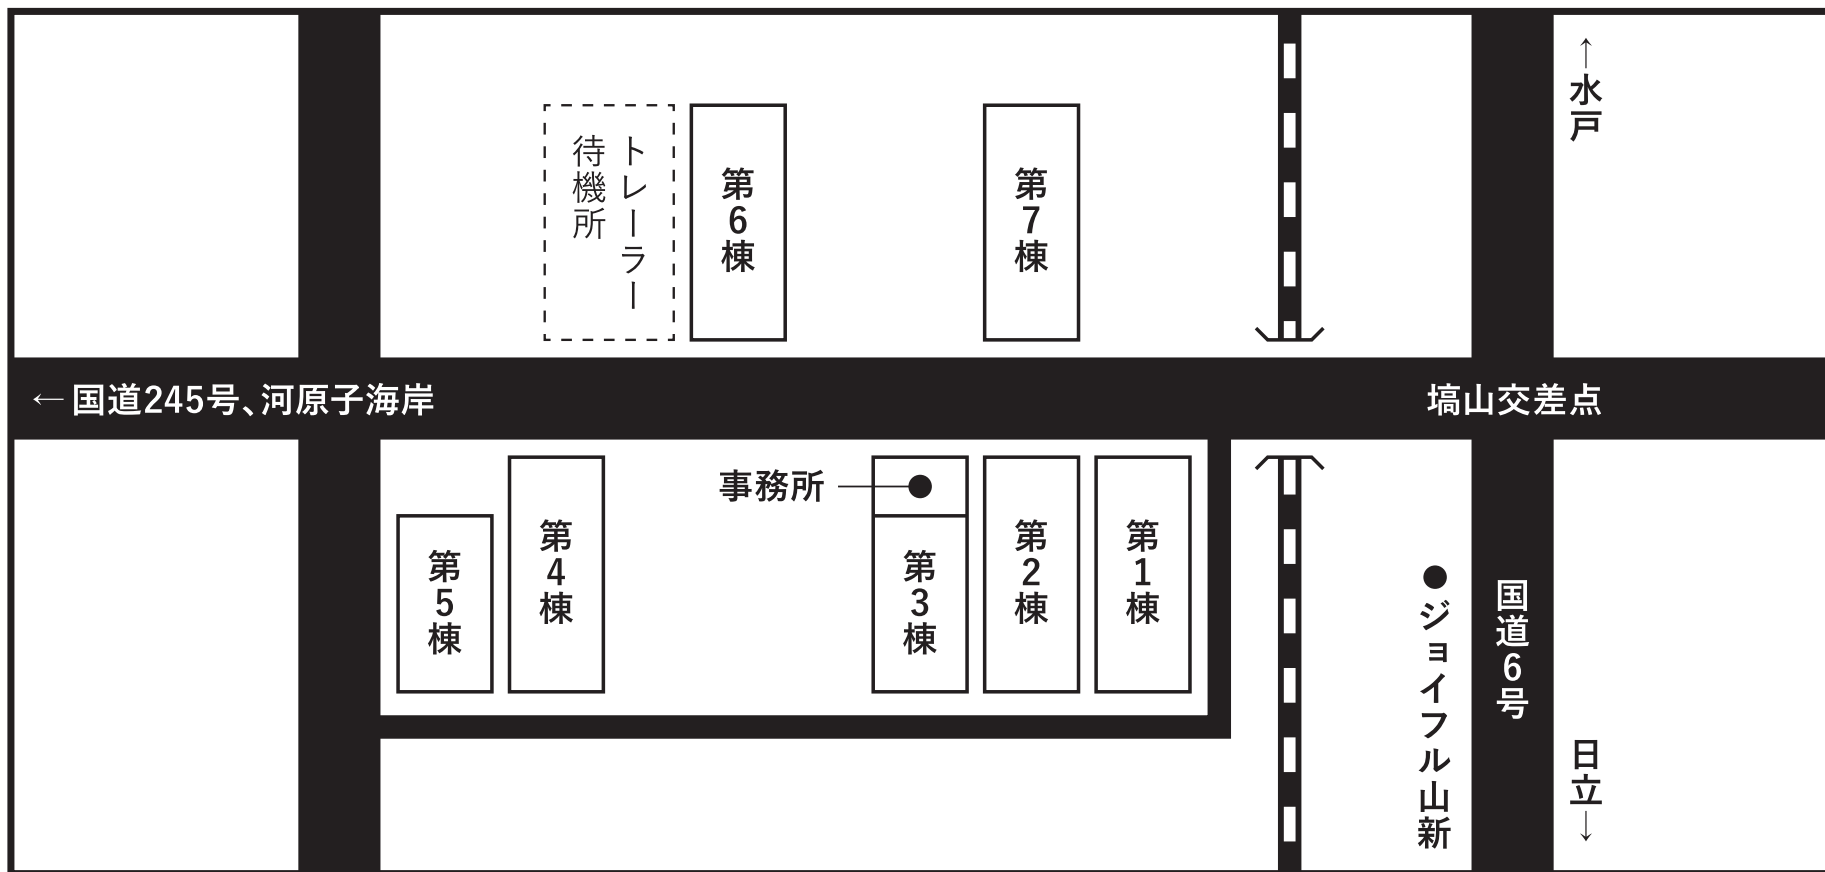 ↑水戸
トレーラー
待機所
第6棟
第7棟
←国道245号、河原子海岸
塙山交差点
事務所
第5棟
第4棟
第3棟
第2棟
第1棟
●ジョイフル山新
国道6号
日立↓